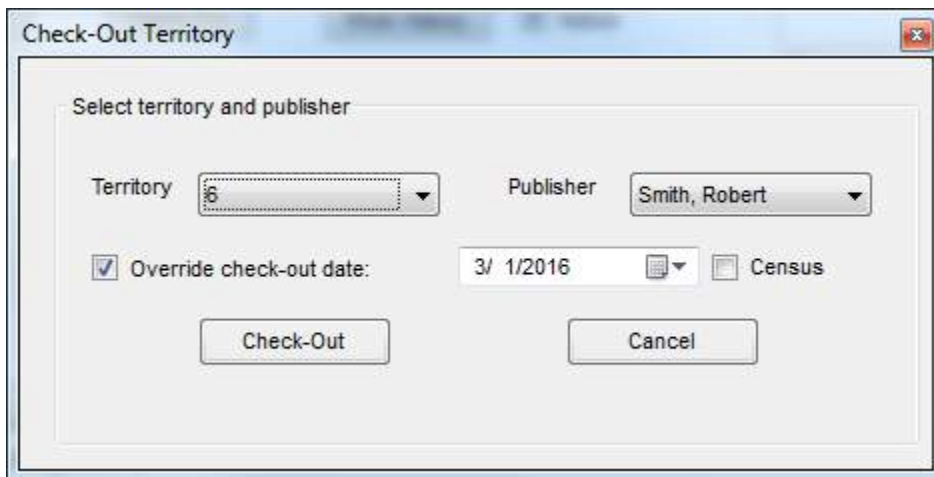 Check-Out Territory
Select territory and publisher
Territory 6 Publisher Smith, Robert
Override check-out date: 3/ 1/2016 Census
Check-Out Cancel